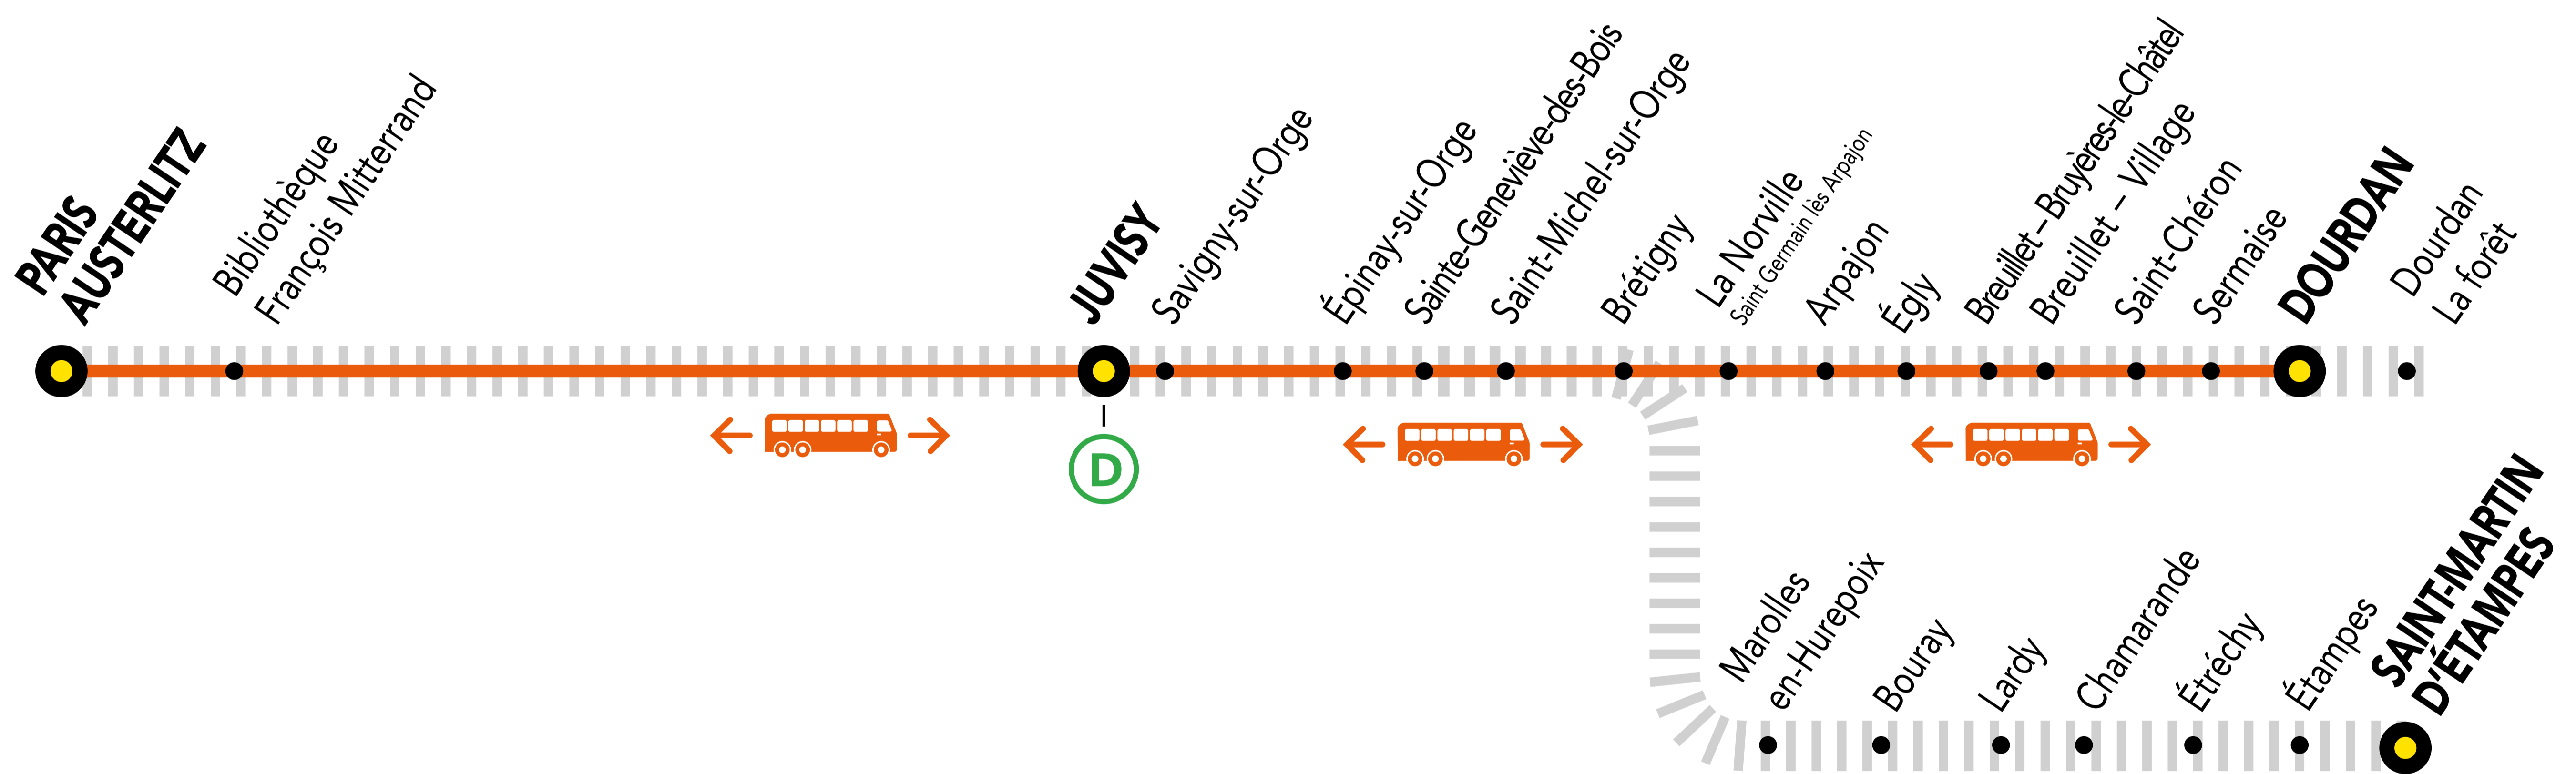 PARIS
AUSTERLITZ
Bibliothèque
François Mitterrand
JUVISY
Savigny-sur-Orge
Épinay-sur-Orge
Sainte-Geneviève-des-Bois
Saint-Michel-sur-Orge
Brétigny
La Norville
Saint Germain lès Arpajon
Arpajon
Égly
Breuillet – Bruyères-le-Châtel
Breuillet – Village
Saint-Chéron
Sermaise
DOURDAN
Dourdan
La forêt
D
Marolles
en-Hurepoix
Bouray
Lardy
Chamarande
Étréchy
Étampes
SAINT-MARTIN
D'ÉTAMPES